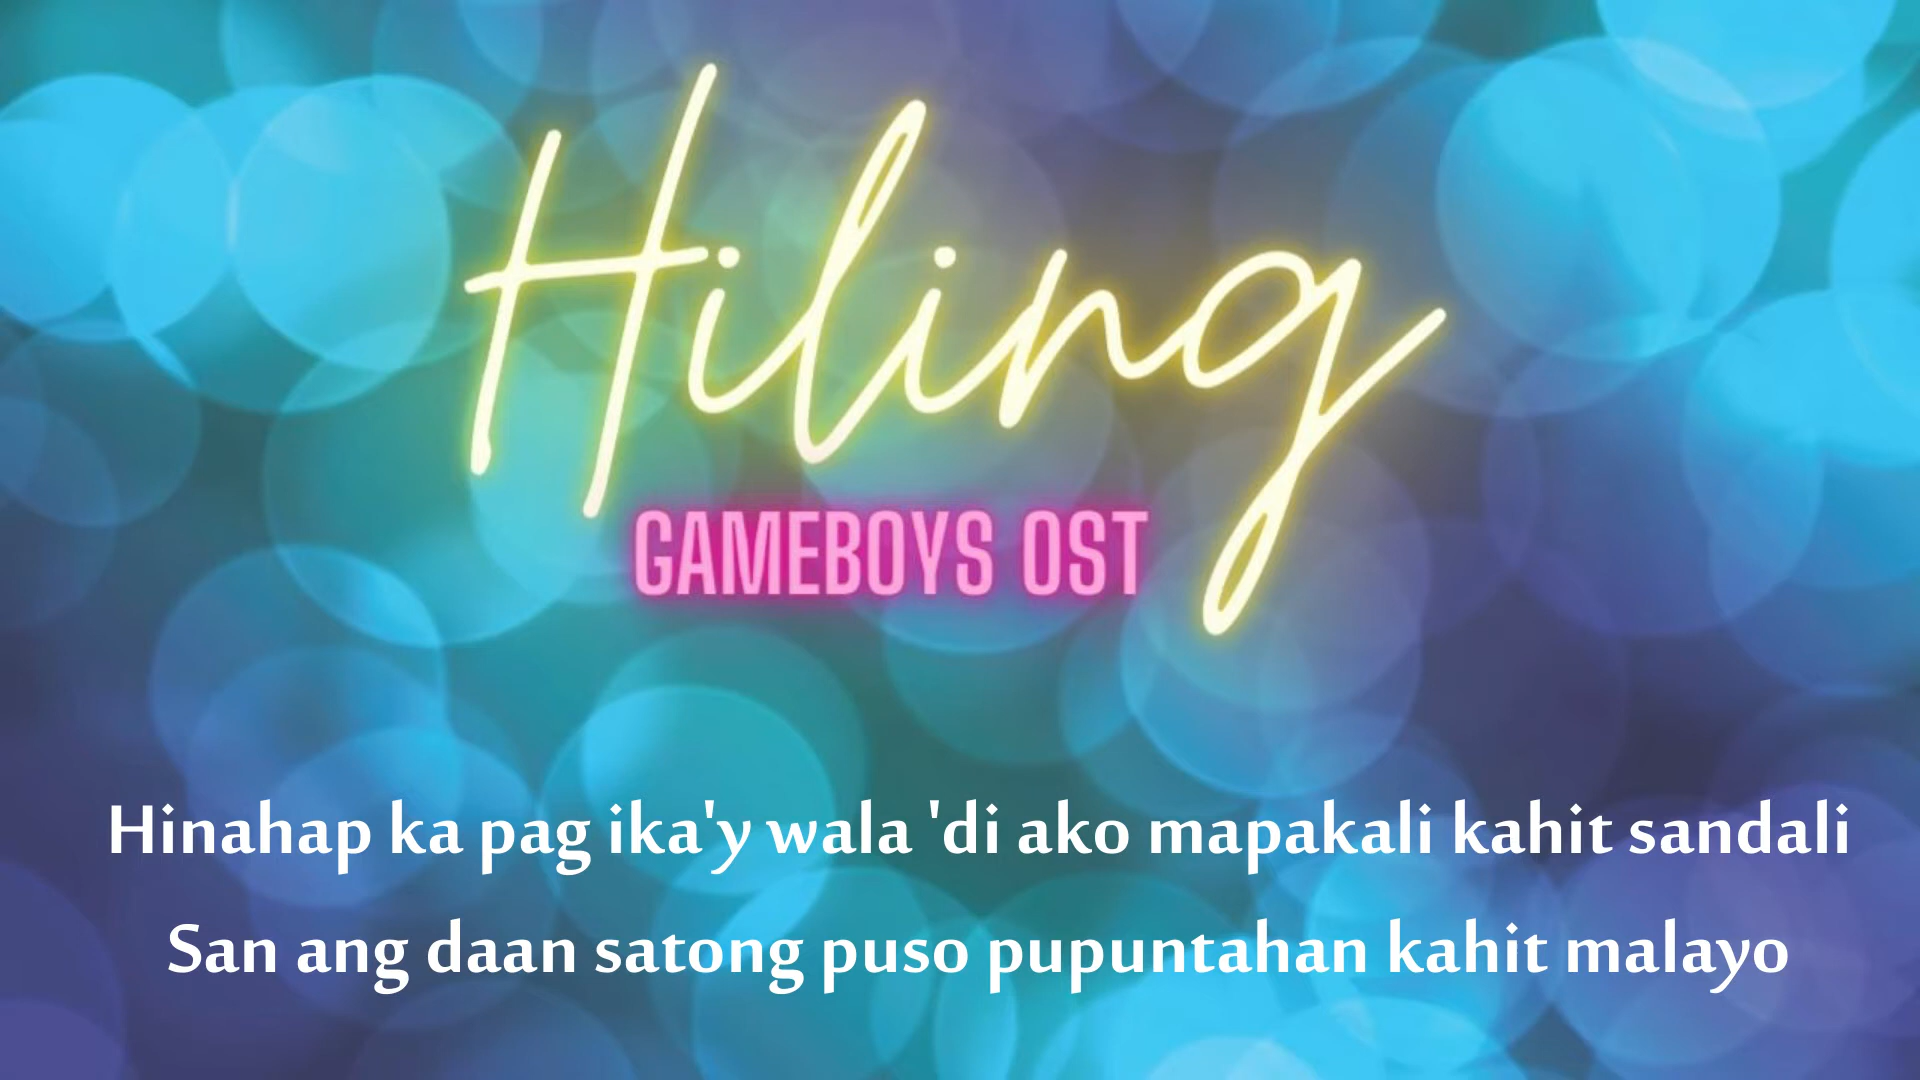 Hiling
GAMEBOYS OST
Hinahap ka pag ika'y wala 'di ako mapakali kahit sandali
San ang daan satong puso pupuntahan kahit malayo